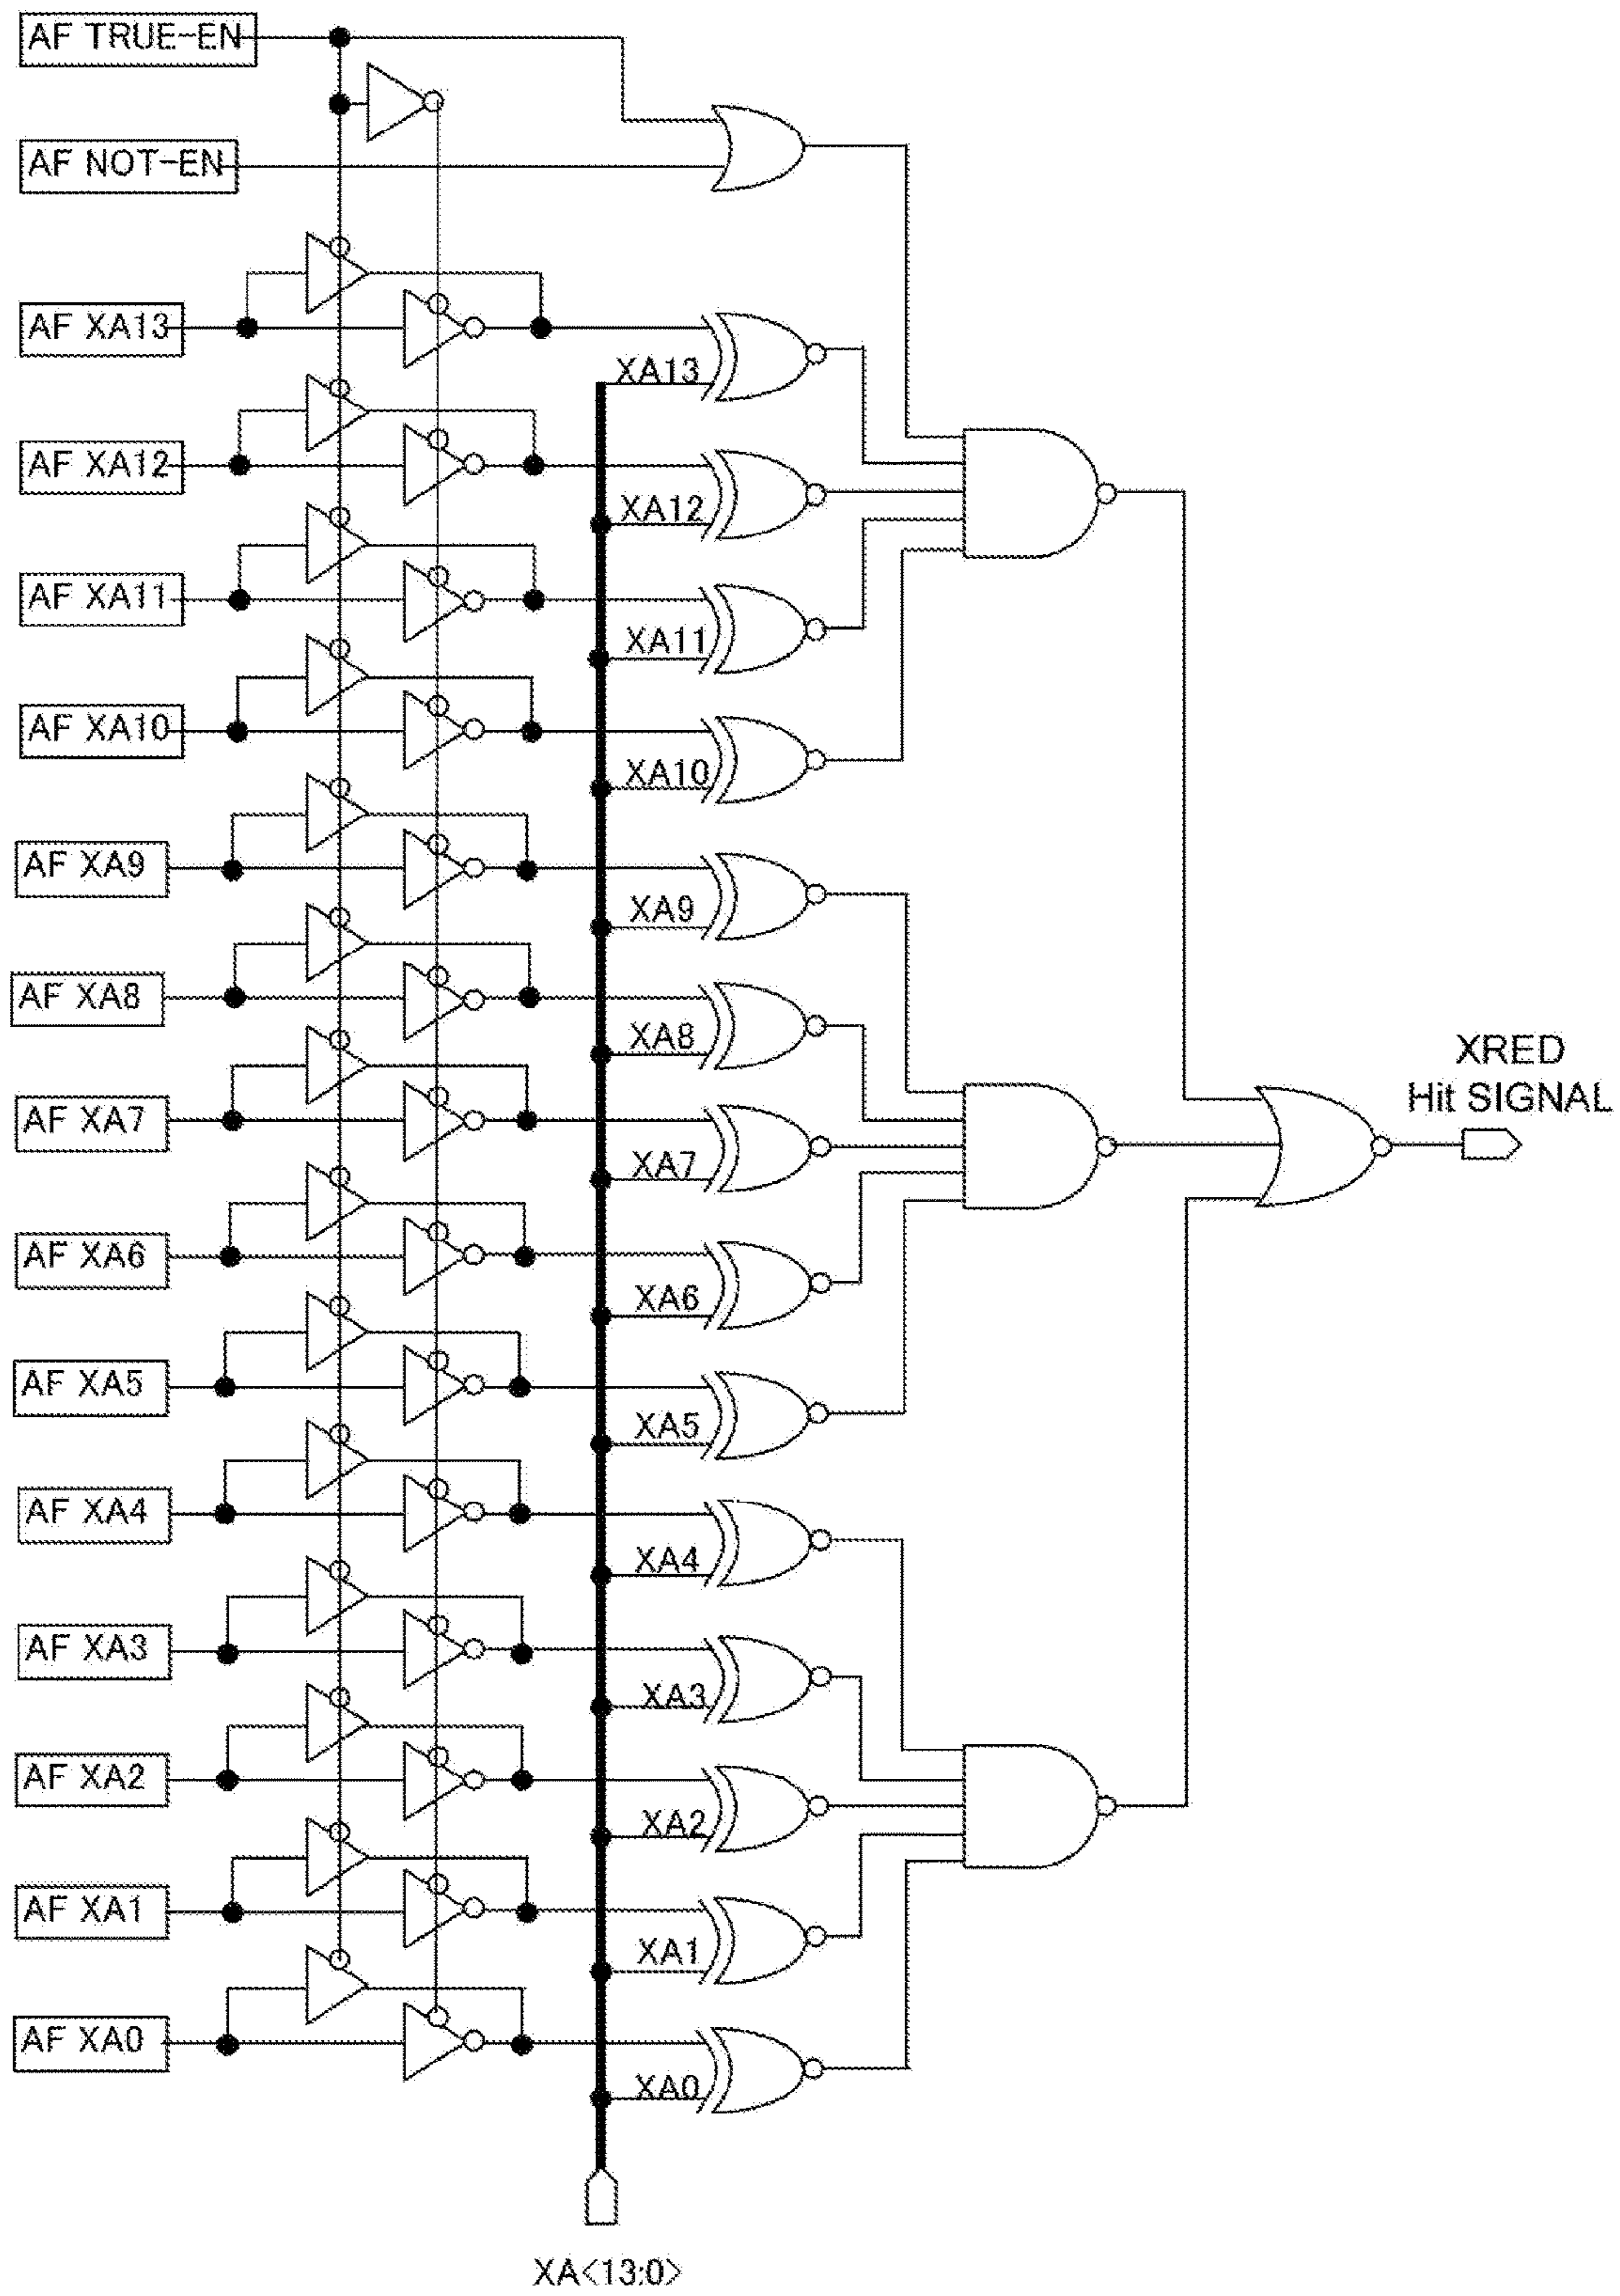 AF TRUE-EN
AF NOT-EN
AF XA13
XA13
AF XA12
XA12
AF XA11
XA11
AF XA10
XA10
AF XA9
XA9
AF XA8
XA8
AF XA7
XA7
AF XA6
XA6
AF XA5
XA5
AF XA4
XA4
AF XA3
XA3
AF XA2
XA2
AF XA1
XA1
AF XA0
XA0
XRED
Hit SIGNAL
XA<13:0>